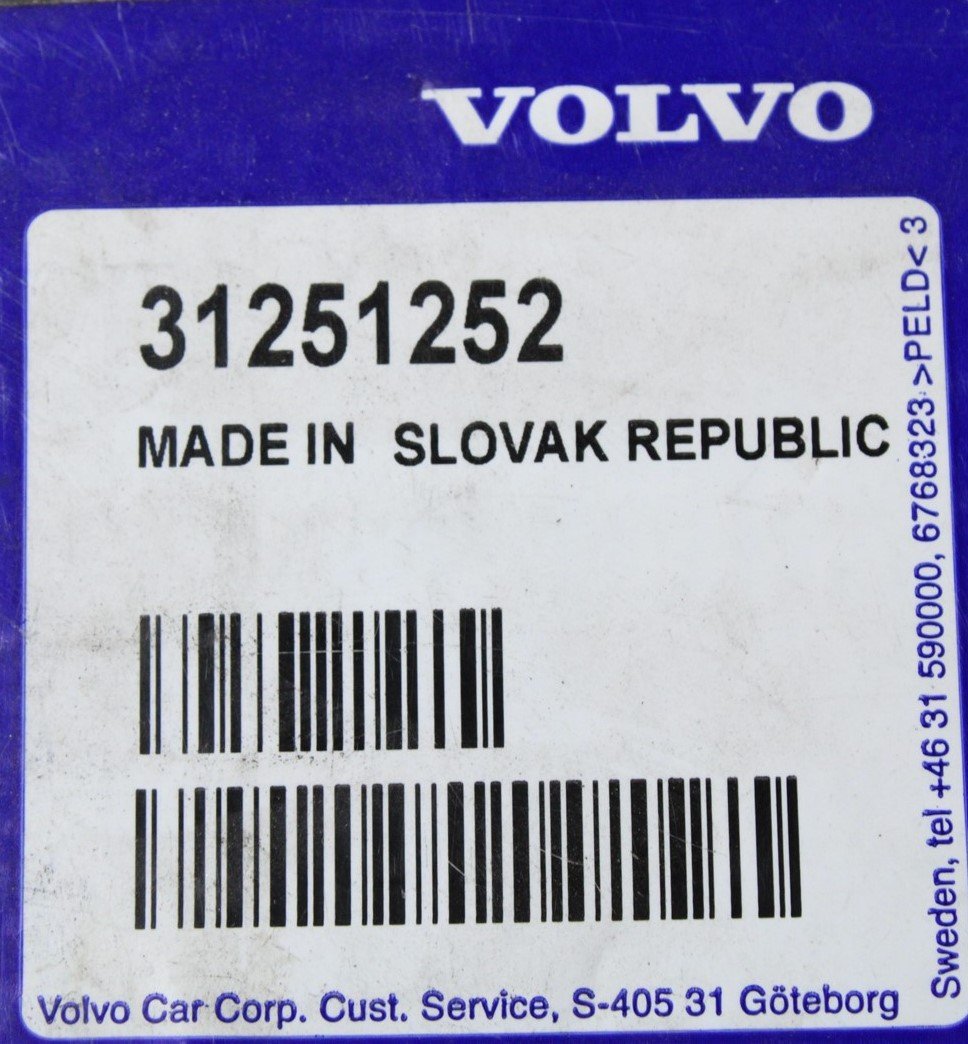 VOLVO
31251252
MADE IN SLOVAK REPUBLIC
Volvo Car Corp. Cust. Service, S-405 31 Göteborg
Sweden, tel +46 31 590000, 6768323 >PELD< 3